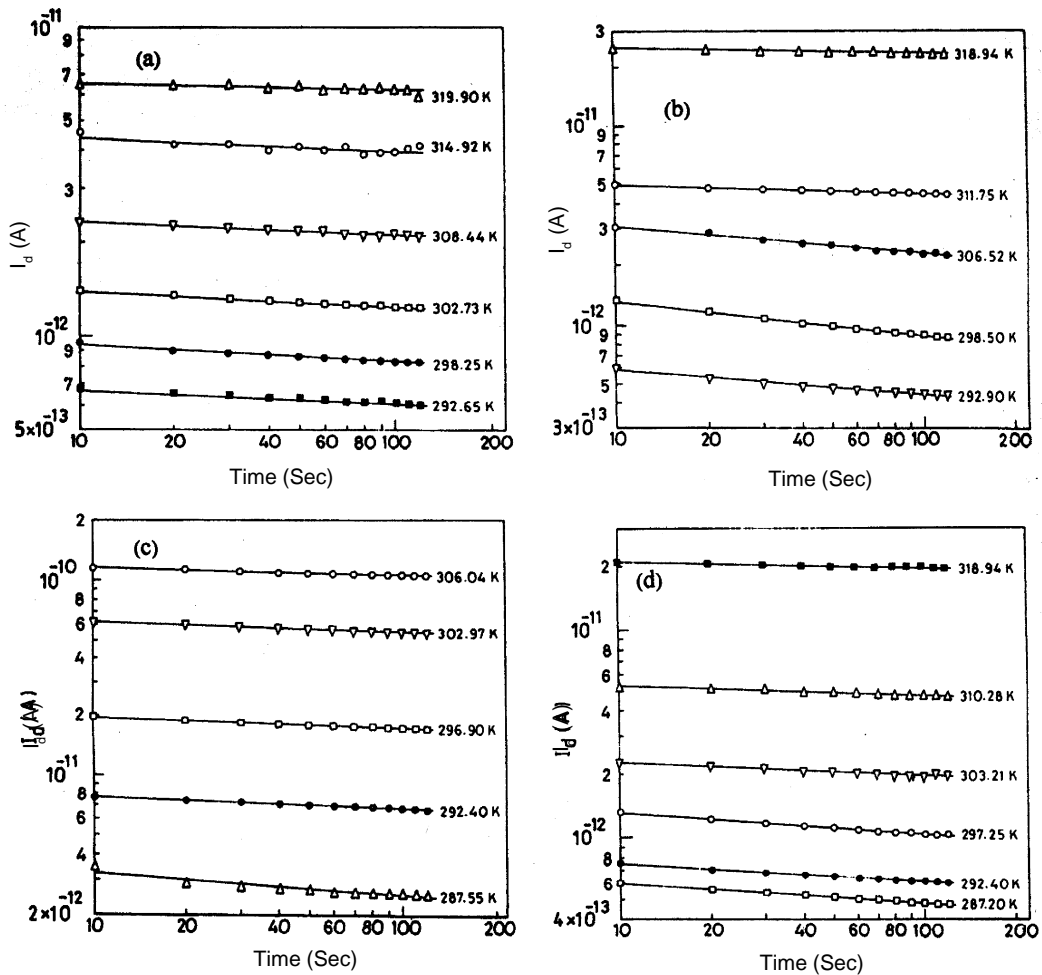 10⁻¹¹
9
7
5
3
10⁻¹²
9
7
5×10⁻¹³
I_d (A)
(a)
319.90 K
314.92 K
308.44 K
302.73 K
298.25 K
292.65 K
10 20 40 60 80 100 200
Time (Sec)
3
10⁻¹¹
9
7
5
3
10⁻¹²
9
7
5
3×10⁻¹³
I_d (A)
(b)
318.94 K
311.75 K
306.52 K
298.50 K
292.90 K
10 20 40 60 80 100 200
Time (Sec)
2
10⁻¹⁰
8
6
4
2
10⁻¹¹
8
6
4
2×10⁻¹²
(c)
306.04 K
302.97 K
296.90 K
292.40 K
287.55 K
10 20 40 60 80 100 200
Time (Sec)
2
10⁻¹¹
8
6
4
2
10⁻¹²
8
6
4×10⁻¹³
(d)
318.94 K
310.28 K
303.21 K
297.25 K
292.40 K
287.20 K
10 20 40 60 80 100 200
Time (Sec)